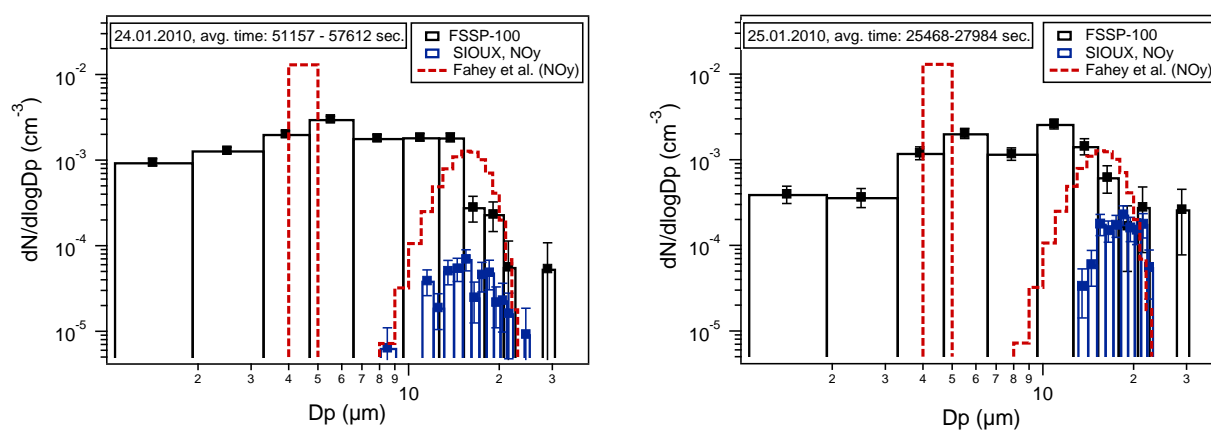 24.01.2010, avg. time: 51157 - 57612 sec.
FSSP-100
SIOUX, NOy
Fahey et al. (NOy)
dN/dlogDp (cm⁻³)
10⁻²
10⁻³
10⁻⁴
10⁻⁵
2 3 4 5 6 7 8 9 10 2 3
Dp (µm)
25.01.2010, avg. time: 25468-27984 sec.
FSSP-100
SIOUX, NOy
Fahey et al. (NOy)
dN/dlogDp (cm⁻³)
10⁻²
10⁻³
10⁻⁴
10⁻⁵
2 3 4 5 6 7 8 9 10 2 3
Dp (µm)